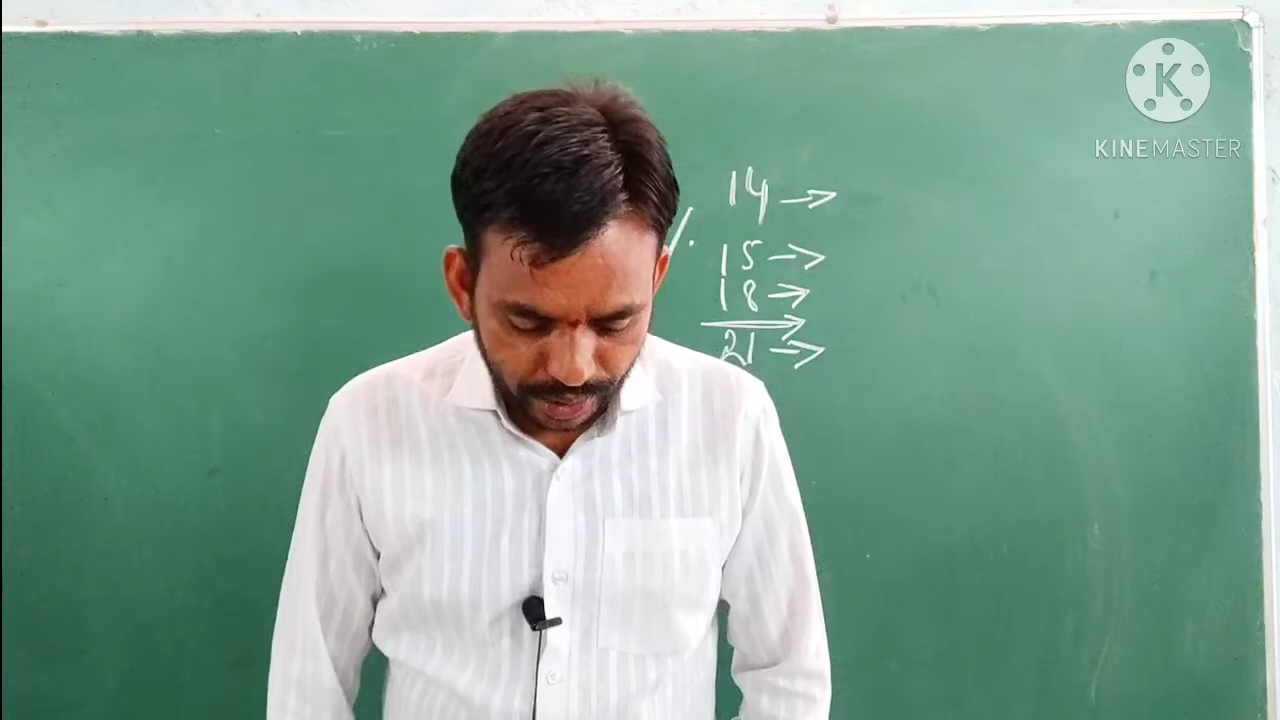 K
KINEMASTER
14 →
%.
15 →
18 →
21 →